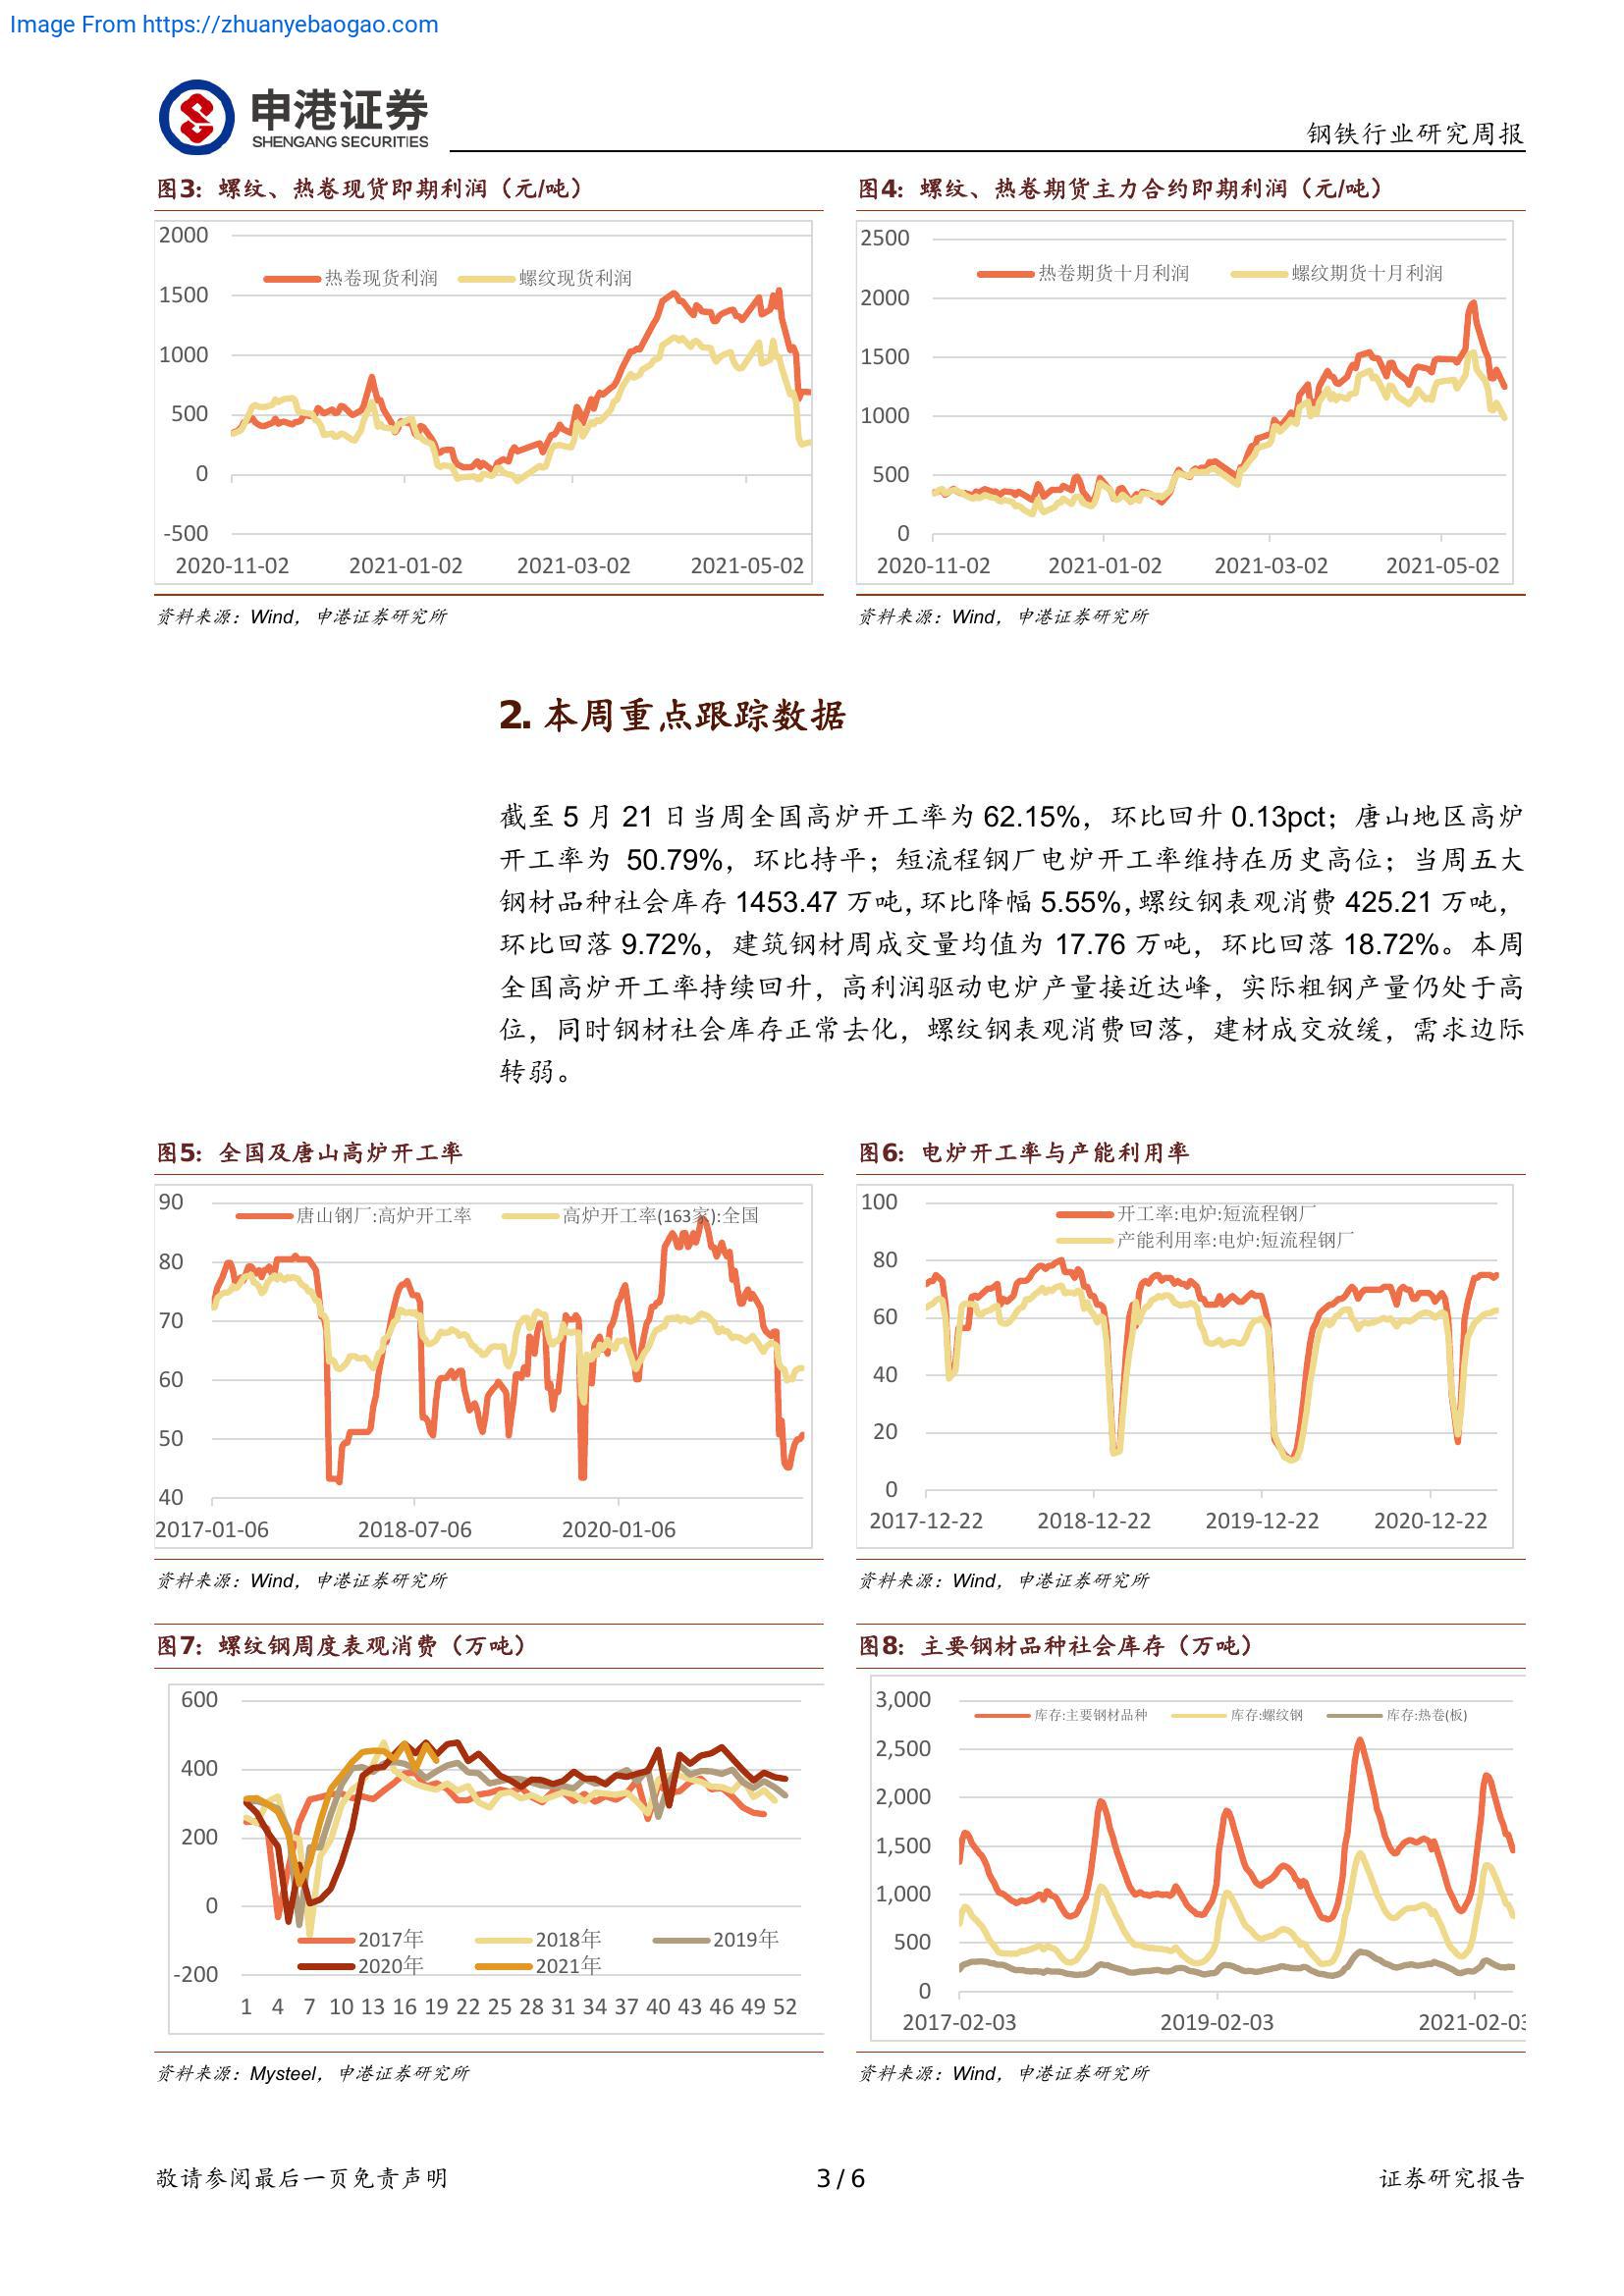 Image From https://zhuanyebaogao.com
申港证券
SHENGANG SECURITIES
钢铁行业研究周报
图3：螺纹、热卷现货即期利润（元/吨）
2000
1500
1000
500
0
-500
热卷现货利润 螺纹现货利润
2020-11-02 2021-01-02 2021-03-02 2021-05-02
资料来源：Wind，申港证券研究所
图4：螺纹、热卷期货主力合约即期利润（元/吨）
2500
2000
1500
1000
500
0
热卷期货十月利润 螺纹期货十月利润
2020-11-02 2021-01-02 2021-03-02 2021-05-02
资料来源：Wind，申港证券研究所
2. 本周重点跟踪数据
截至 5 月 21 日当周全国高炉开工率为 62.15%，环比回升 0.13pct；唐山地区高炉
开工率为 50.79%，环比持平；短流程钢厂电炉开工率维持在历史高位；当周五大
钢材品种社会库存 1453.47 万吨,环比降幅 5.55%,螺纹钢表观消费 425.21 万吨，
环比回落 9.72%，建筑钢材周成交量均值为 17.76 万吨，环比回落 18.72%。本周
全国高炉开工率持续回升，高利润驱动电炉产量接近达峰，实际粗钢产量仍处于高
位，同时钢材社会库存正常去化，螺纹钢表观消费回落，建材成交放缓，需求边际
转弱。
图5：全国及唐山高炉开工率
90
80
70
60
50
40
唐山钢厂:高炉开工率 高炉开工率(163家):全国
2017-01-06 2018-07-06 2020-01-06
资料来源：Wind，申港证券研究所
图6：电炉开工率与产能利用率
100
80
60
40
20
0
开工率:电炉:短流程钢厂
产能利用率:电炉:短流程钢厂
2017-12-22 2018-12-22 2019-12-22 2020-12-22
资料来源：Wind，申港证券研究所
图7：螺纹钢周度表观消费（万吨）
600
400
200
0
-200
2017年 2018年 2019年
2020年 2021年
1 4 7 10 13 16 19 22 25 28 31 34 37 40 43 46 49 52
资料来源：Mysteel，申港证券研究所
图8：主要钢材品种社会库存（万吨）
3,000
2,500
2,000
1,500
1,000
500
0
库存:主要钢材品种 库存:螺纹钢 库存:热卷(板)
2017-02-03 2019-02-03 2021-02-03
资料来源：Wind，申港证券研究所
敬请参阅最后一页免责声明
3 / 6
证券研究报告